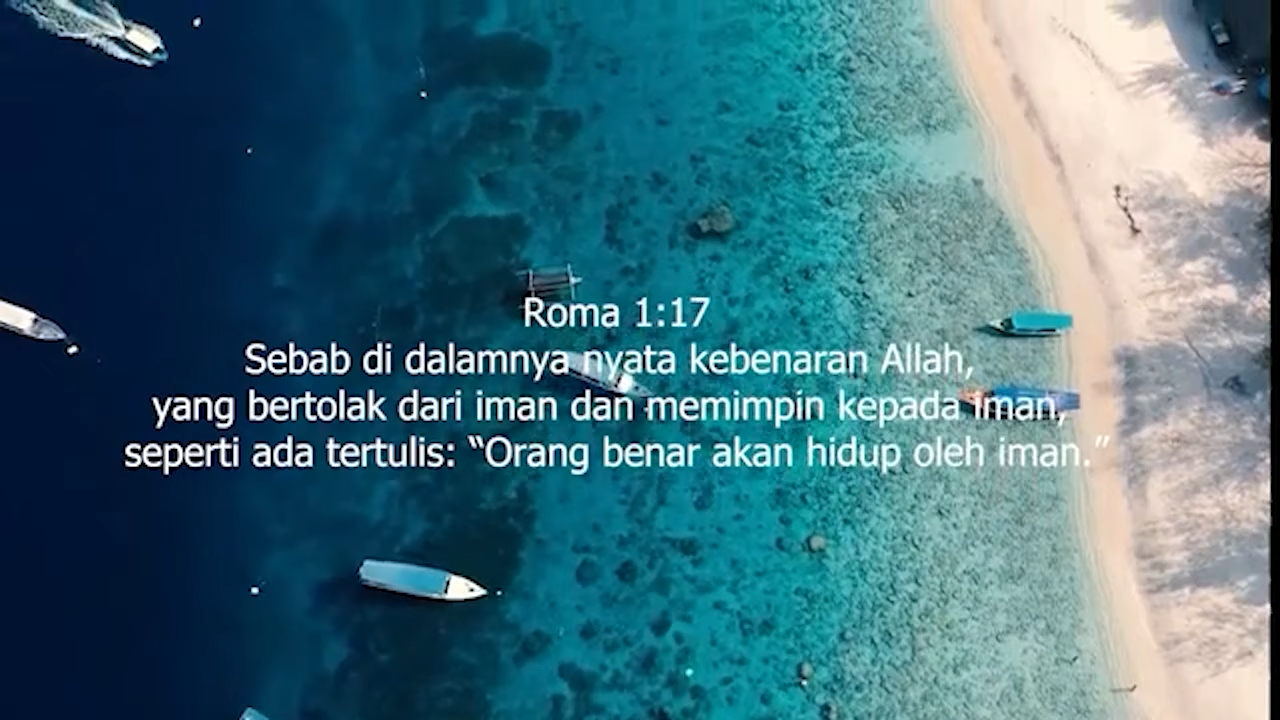 Roma 1:17
Sebab di dalamnya nyata kebenaran Allah,
yang bertolak dari iman dan memimpin kepada iman,
seperti ada tertulis: “Orang benar akan hidup oleh iman.”